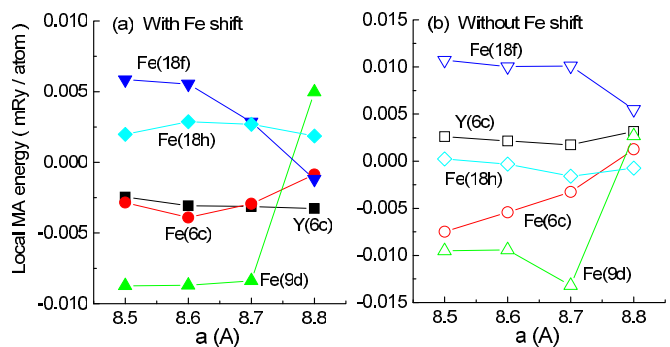 (a) With Fe shift
Local MA energy ( mRy / atom)
0.010
0.005
0.000
-0.005
-0.010
Fe(18f)
Fe(18h)
Fe(6c)
Y(6c)
Fe(9d)
8.5 8.6 8.7 8.8
a (A)
(b) Without Fe shift
0.015
0.010
0.005
0.000
-0.005
-0.010
-0.015
Fe(18f)
Y(6c)
Fe(18h)
Fe(6c)
Fe(9d)
8.5 8.6 8.7 8.8
a (A)